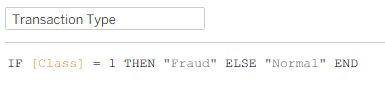 Transaction Type
IF [Class] = 1 THEN "Fraud" ELSE "Normal" END